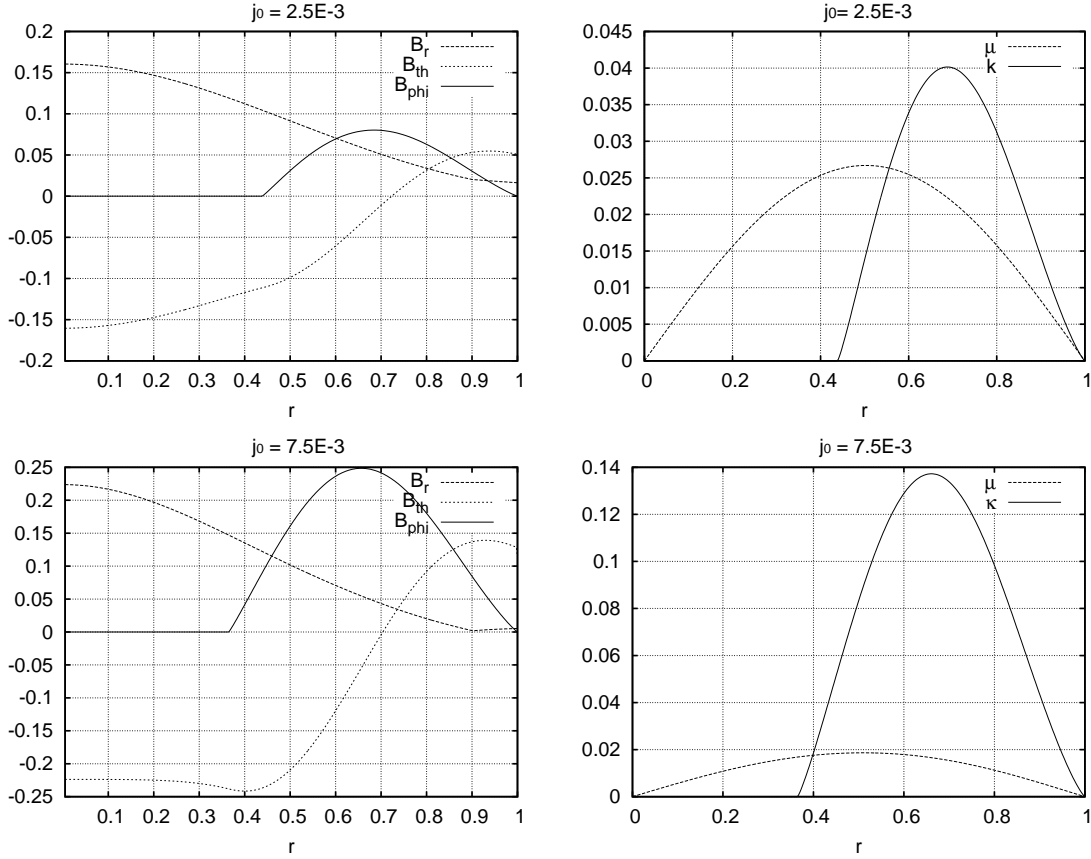 j₀ = 2.5E-3
B_r
B_th
B_phi
0.2
0.15
0.1
0.05
0
-0.05
-0.1
-0.15
-0.2
0.1 0.2 0.3 0.4 0.5 0.6 0.7 0.8 0.9 1
r
j₀= 2.5E-3
μ
k
0.045
0.04
0.035
0.03
0.025
0.02
0.015
0.01
0.005
0
0 0.2 0.4 0.6 0.8 1
r
j₀ = 7.5E-3
B_r
B_th
B_phi
0.25
0.2
0.15
0.1
0.05
0
-0.05
-0.1
-0.15
-0.2
-0.25
0.1 0.2 0.3 0.4 0.5 0.6 0.7 0.8 0.9 1
r
j₀ = 7.5E-3
μ
κ
0.14
0.12
0.1
0.08
0.06
0.04
0.02
0
0 0.2 0.4 0.6 0.8 1
r